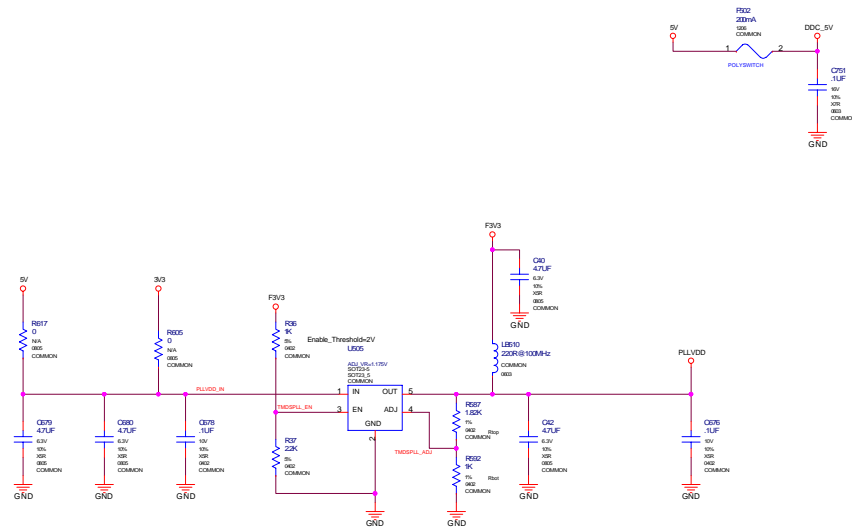 F502
200mA
1206
COMMON
5V
DDC_5V
1
2
POLYSWITCH
C751
.1UF
16V
10%
X7R
0603
COMMON
GND
F3V3
C40
4.7UF
6.3V
10%
X5R
0805
COMMON
GND
5V
3V3
F3V3
R617
0
N/A
0805
COMMON
R605
0
N/A
0805
COMMON
R36
1K
5%
0402
COMMON
Enable_Threshold=2V
U505
ADJ_VR=1.175V
SOT23-5
SOT23_5
COMMON
LB510
220R@100MHz
COMMON
0603
PLLVDD
PLLVDD_IN
1
IN
OUT
5
TMDSPLL_EN
3
EN
ADJ
4
GND
2
R587
1.82K
1%
0402
COMMON
Rtop
C679
4.7UF
6.3V
10%
X5R
0805
COMMON
GND
C680
4.7UF
6.3V
10%
X5R
0805
COMMON
GND
C678
.1UF
10V
10%
X5R
0402
COMMON
GND
R37
2.2K
5%
0402
COMMON
GND
TMDSPLL_ADJ
R592
1K
1%
0402
COMMON
Rbot
GND
C42
4.7UF
6.3V
10%
X5R
0805
COMMON
GND
C676
.1UF
10V
10%
X5R
0402
COMMON
GND